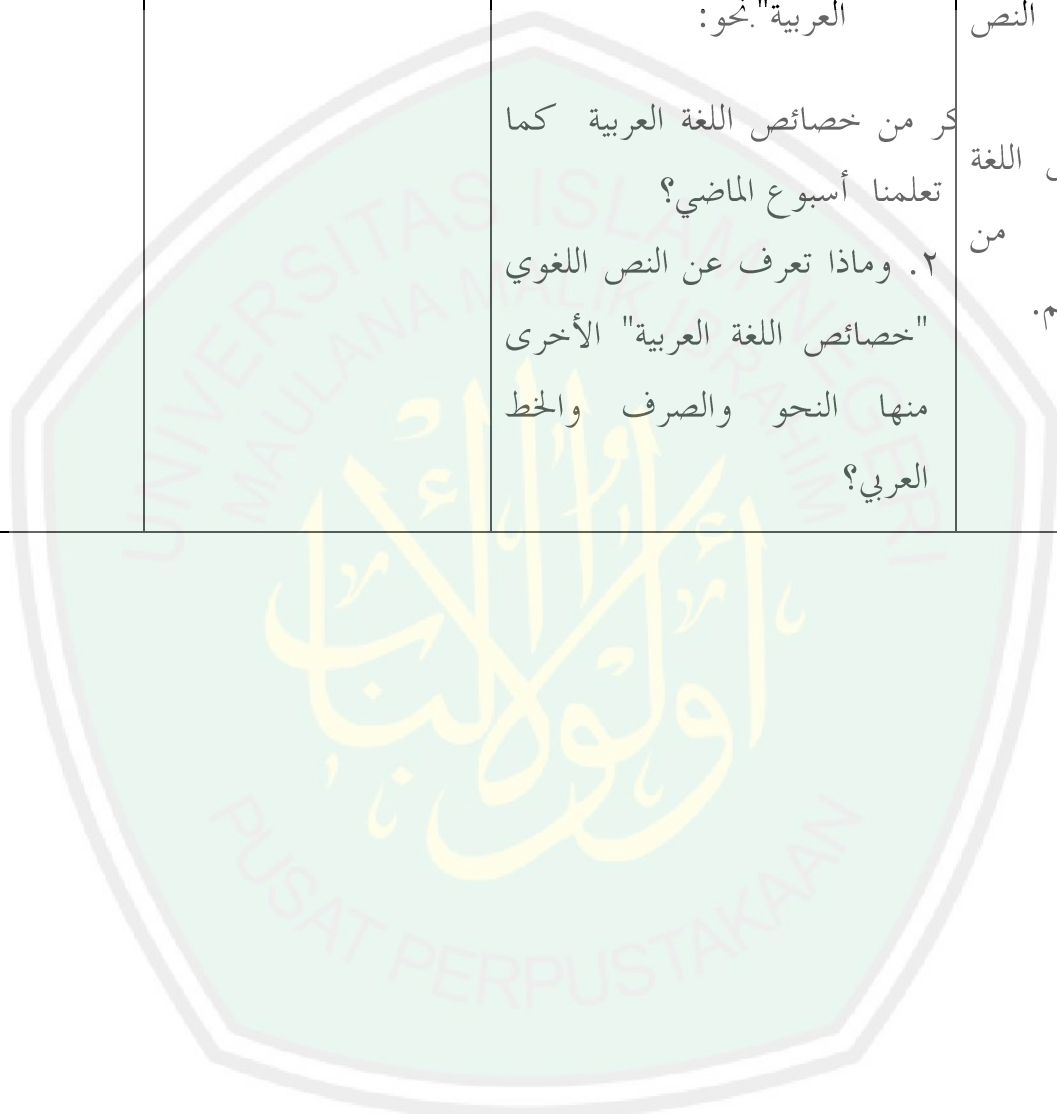 النص
اللغة
من
العربية".نحو:
من خصائص اللغة العربية كما
تعلمنا أسبوع الماضي؟
٢. وماذا تعرف عن النص اللغوي
"خصائص اللغة العربية" الأخرى
منها النحو والصرف والخط
العربي؟
UNIVERSITAS ISLAM NEGERI
MAULANA MALIK IBRAHIM
PUSAT PERPUSTAKAAN